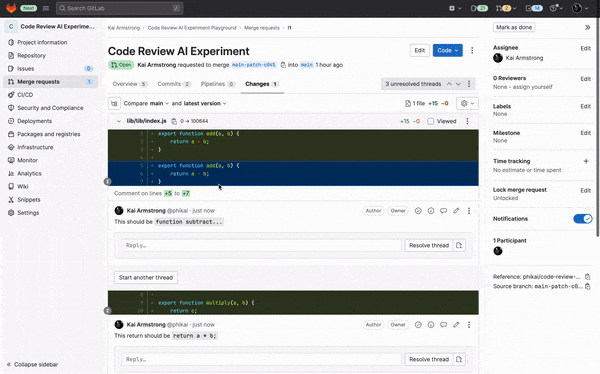 Next
Search GitLab
21
2
14
C Code Review AI Experime...
Project information
Repository
Issues 0
Merge requests 1
CI/CD
Security and Compliance
Deployments
Packages and registries
Infrastructure
Monitor
Analytics
Wiki
Snippets
Settings
Collapse sidebar
Kai Armstrong › Code Review AI Experiment Playground › Merge requests › !1
Code Review AI Experiment
Edit
Code
Open Kai Armstrong requested to merge main-patch-c045 into main 1 hour ago
Overview 5
Commits 2
Pipelines 0
Changes 1
3 unresolved threads
Compare main and latest version
1 file +15 -0
lib/lib/index.js 0 → 100644
+15 -0
Viewed
1 + export function add(a, b) {
2 + return a + b;
3 + }
4 +
5 + export function add(a, b) {
6 + return a - b;
7 + }
Comment on lines +5 to +7
Kai Armstrong @phikai · just now
Author
Owner
This should be function subtract...
Reply...
Resolve thread
Start another thread
8 +
9 + export function multiply(a, b) {
10 + return c;
Kai Armstrong @phikai · just now
Author
Owner
This return should be return a * b;
Reply...
Resolve thread
Mark as done
Assignee
Edit
Kai Armstrong
0 Reviewers
Edit
None - assign yourself
Labels
Edit
None
Milestone
Edit
None
Time tracking
No estimate or time spent
Lock merge request
Edit
Unlocked
Notifications
1 Participant
Reference: phikai/code-review-...
Source branch: main-patch-c0...